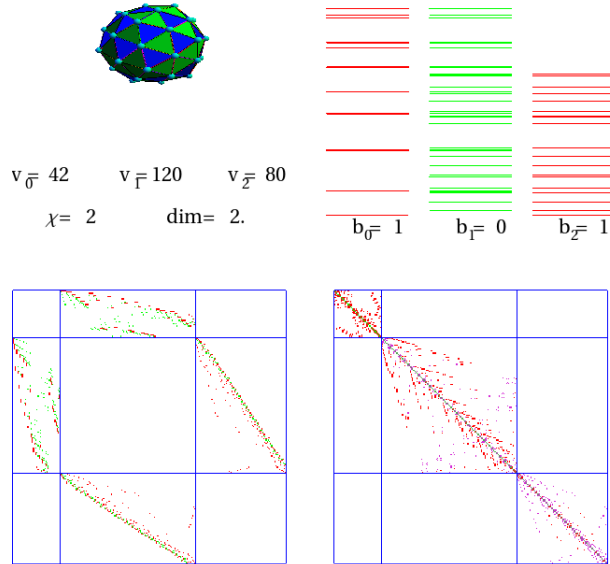 v₀= 42 v₁= 120 v₂= 80
χ= 2 dim= 2.
b₀= 1 b₁= 0 b₂= 1